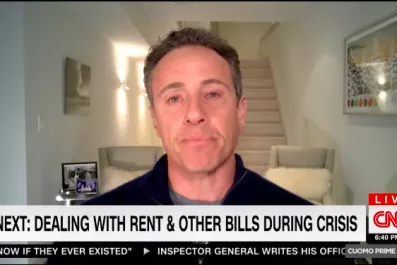 NEXT: DEALING WITH RENT & OTHER BILLS DURING CRISIS
LIVE
CNN
6:40 PM
NOW IF THEY EVER EXISTED" ► INSPECTOR GENERAL WRITES HIS OFFIC
CUOMO PRIME